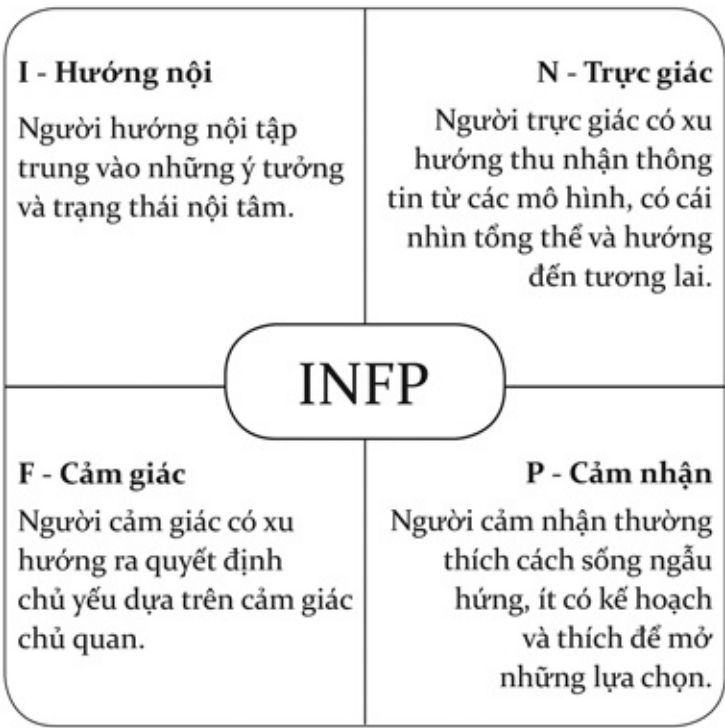 I - Hướng nội
Người hướng nội tập
trung vào những ý tưởng
và trạng thái nội tâm.
N - Trực giác
Người trực giác có xu
hướng thu nhận thông
tin từ các mô hình, có cái
nhìn tổng thể và hướng
đến tương lai.
INFP
F - Cảm giác
Người cảm giác có xu
hướng ra quyết định
chủ yếu dựa trên cảm giác
chủ quan.
P - Cảm nhận
Người cảm nhận thường
thích cách sống ngẫu
hứng, ít có kế hoạch
và thích để mở
những lựa chọn.